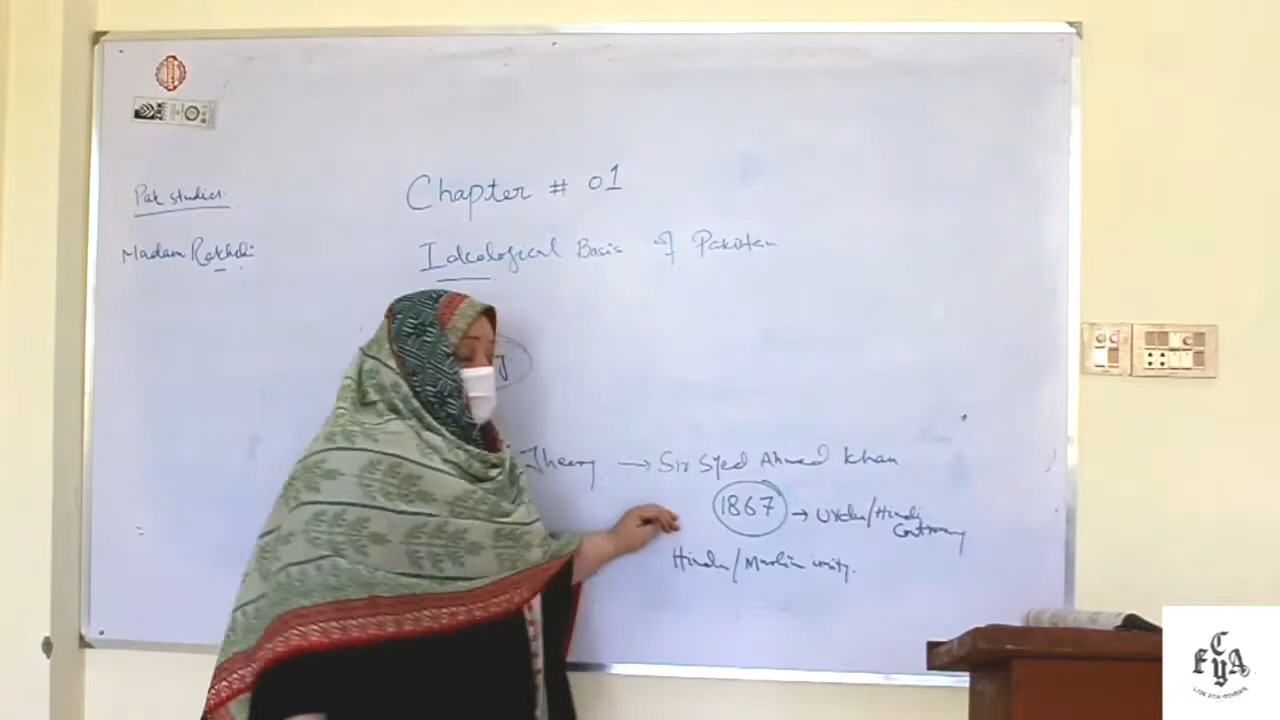 Pak studies
Chapter # 01
Madam
Ideological Basis of Pakistan
Theory → Sir Syed Ahmed Khan
1867 → Urdu/Hindi
Controversy
Hindu/Muslim unity.